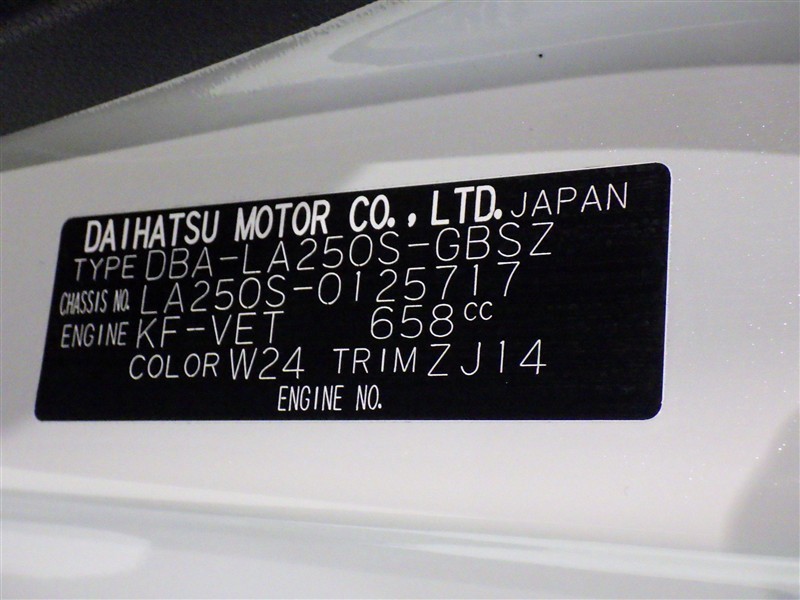 DAIHATSU MOTOR CO., LTD. JAPAN
TYPE DBA-LA250S-GBSZ
CHASSIS NO. LA250S-0125717
ENGINE KF-VET 658 cc
COLOR W24 TRIM ZJ14
ENGINE NO.